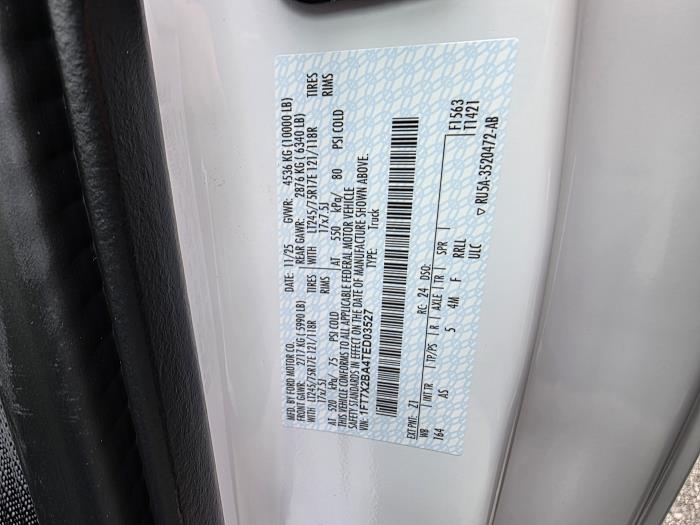 MFD. BY FORD MOTOR CO. DATE: 11/25 GVWR: 4536 KG (10000 LB)
FRONT GAWR: 2717 KG (5990 LB) REAR GAWR: 2876 KG (6340 LB)
WITH LT245/75R17E 121/118R TIRES WITH LT245/75R17E 121/118R TIRES
17x7.5J RIMS 17x7.5J RIMS
AT 520 kPa/ 75 PSI COLD AT 550 kPa/ 80 PSI COLD
THIS VEHICLE CONFORMS TO ALL APPLICABLE FEDERAL MOTOR VEHICLE
SAFETY STANDARDS IN EFFECT ON THE DATE OF MANUFACTURE SHOWN ABOVE.
VIN: 1FT7X2BA4TED03527 TYPE: Truck
EXT PNT: Z1 RC: 24 DSO: F1563
WB INT TR TP/PS R AXLE TR SPR T1421
164 AS 5 4M F RRLL
ULC ▽ RU5A-3520472-AB